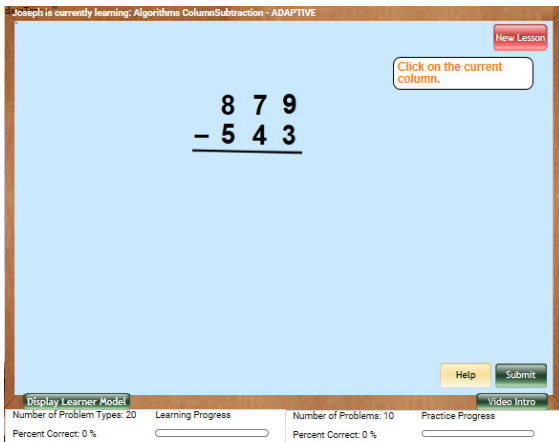 Joseph is currently learning: Algorithms ColumnSubtraction - ADAPTIVE
New Lesson
Click on the current
column.
8 7 9
– 5 4 3
Help
Submit
Display Learner Model
Video Intro
Number of Problem Types: 20 Learning Progress
Number of Problems: 10 Practice Progress
Percent Correct: 0 %
Percent Correct: 0 %